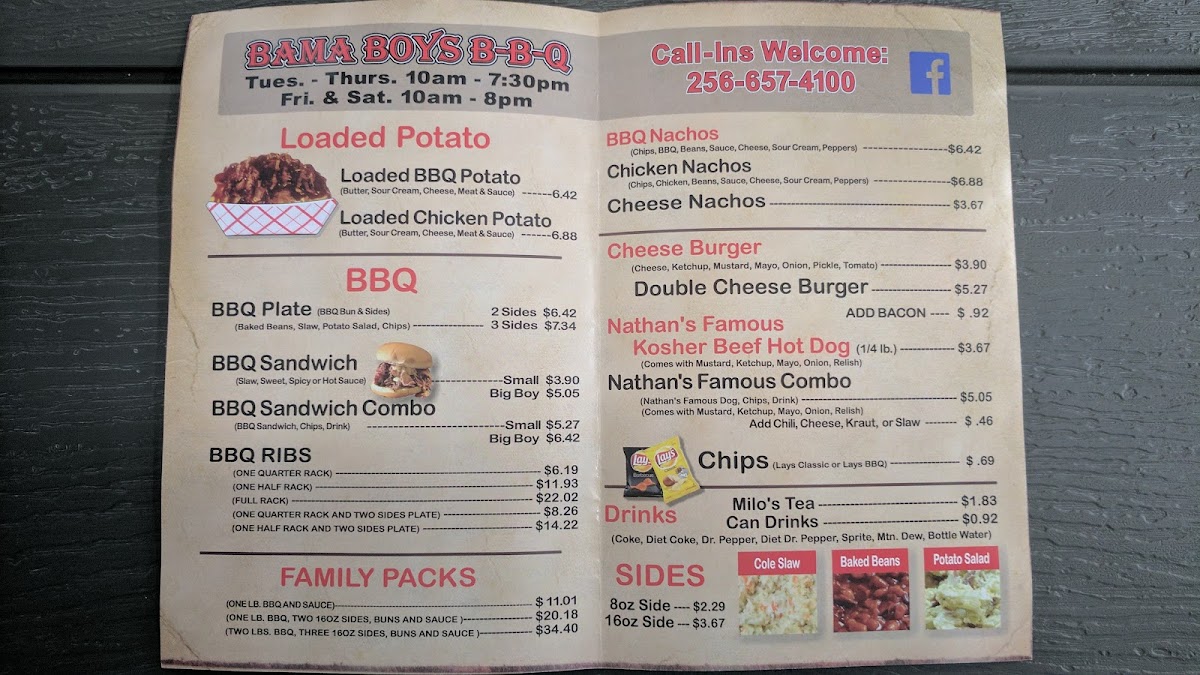 BAMA BOYS B-B-Q
Tues. - Thurs. 10am - 7:30pm
Fri. & Sat. 10am - 8pm
Loaded Potato
Loaded BBQ Potato
(Butter, Sour Cream, Cheese, Meat & Sauce) ------6.42
Loaded Chicken Potato
(Butter, Sour Cream, Cheese, Meat & Sauce) ------6.88
BBQ
BBQ Plate (BBQ Bun & Sides) 2 Sides $6.42
(Baked Beans, Slaw, Potato Salad, Chips) ---------------- 3 Sides $7.34
BBQ Sandwich
(Slaw, Sweet, Spicy or Hot Sauce) ----------------Small $3.90
Big Boy $5.05
BBQ Sandwich Combo
(BBQ Sandwich, Chips, Drink) --------------------------------Small $5.27
Big Boy $6.42
BBQ RIBS
(ONE QUARTER RACK) ---------------------------------------- $6.19
(ONE HALF RACK) ---------------------------------------- $11.93
(FULL RACK) ---------------------------------------- $22.02
(ONE QUARTER RACK AND TWO SIDES PLATE) -------------------- $8.26
(ONE HALF RACK AND TWO SIDES PLATE) -------------------- $14.22
FAMILY PACKS
(ONE LB. BBQ AND SAUCE)---------------------------------------- $ 11.01
(ONE LB. BBQ, TWO 16OZ SIDES, BUNS AND SAUCE )-------------- $20.18
(TWO LBS. BBQ, THREE 16OZ SIDES, BUNS AND SAUCE )----------- $34.40
Call-Ins Welcome:
256-657-4100
f
BBQ Nachos
(Chips, BBQ, Beans, Sauce, Cheese, Sour Cream, Peppers) --------------------$6.42
Chicken Nachos
(Chips, Chicken, Beans, Sauce, Cheese, Sour Cream, Peppers) ------------------$6.88
Cheese Nachos ---------------------------------------- $3.67
Cheese Burger
(Cheese, Ketchup, Mustard, Mayo, Onion, Pickle, Tomato) ------------------ $3.90
Double Cheese Burger-------------------- $5.27
ADD BACON ---- $ .92
Nathan's Famous
Kosher Beef Hot Dog (1/4 lb.) ------------- $3.67
(Comes with Mustard, Ketchup, Mayo, Onion, Relish)
Nathan's Famous Combo
(Nathan's Famous Dog, Chips, Drink) ---------------------------------------- $5.05
(Comes with Mustard, Ketchup, Mayo, Onion, Relish)
Add Chili, Cheese, Kraut, or Slaw ------- $ .46
Lay's
Barbecue
Lay's
Chips (Lays Classic or Lays BBQ) ---------------- $ .69
Drinks
Milo's Tea ------------------------------ $1.83
Can Drinks ------------------------------ $0.92
(Coke, Diet Coke, Dr. Pepper, Diet Dr. Pepper, Sprite, Mtn. Dew, Bottle Water)
SIDES
8oz Side ---- $2.29
16oz Side --- $3.67
Cole Slaw
Baked Beans
Potato Salad